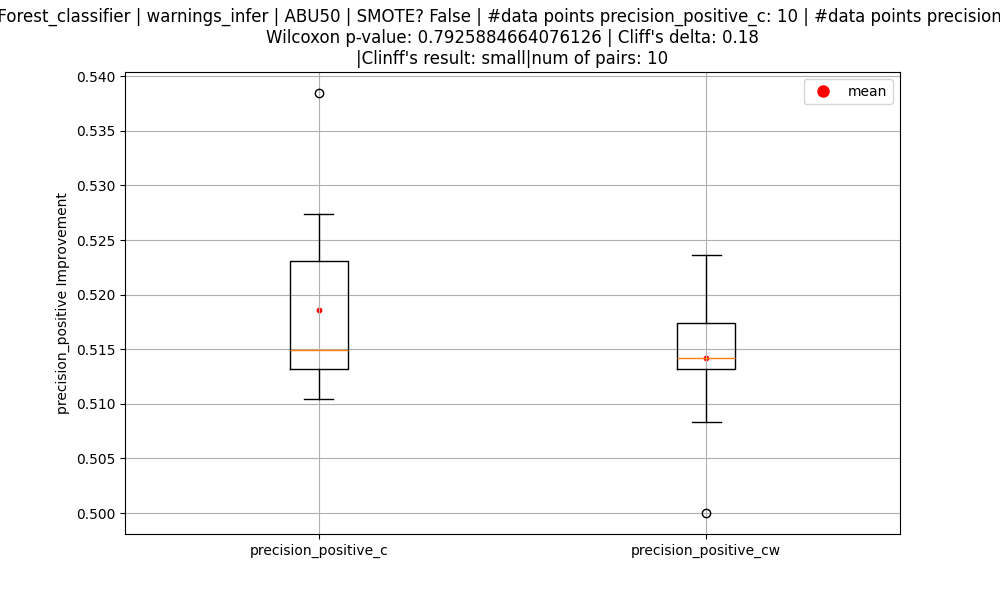 Forest_classifier | warnings_infer | ABU50 | SMOTE? False | #data points precision_positive_c: 10 | #data points precision
Wilcoxon p-value: 0.7925884664076126 | Cliff's delta: 0.18
|Clinff's result: small|num of pairs: 10
mean
0.540
0.535
0.530
0.525
0.520
0.515
0.510
0.505
0.500
precision_positive Improvement
precision_positive_c
precision_positive_cw